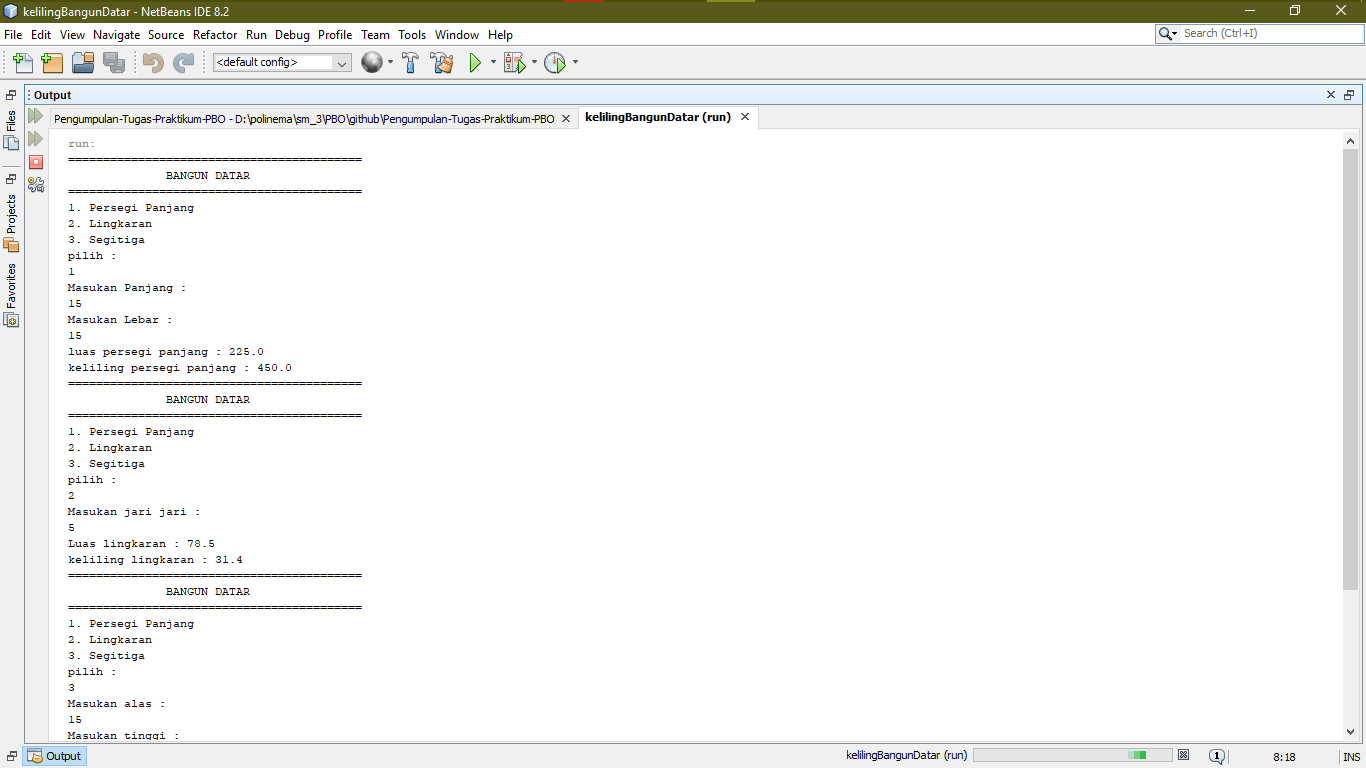 kelilingBangunDatar - NetBeans IDE 8.2
File Edit View Navigate Source Refactor Run Debug Profile Team Tools Window Help
Search (Ctrl+I)
<default config>
Output
Files
Projects
Favorites
Pengumpulan-Tugas-Praktikum-PBO - D:\polinema\sm_3\PBO\github\Pengumpulan-Tugas-Praktikum-PBO
kelilingBangunDatar (run)
run:
==========================================
BANGUN DATAR
==========================================
1. Persegi Panjang
2. Lingkaran
3. Segitiga
pilih :
1
Masukan Panjang :
15
Masukan Lebar :
15
luas persegi panjang : 225.0
keliling persegi panjang : 450.0
==========================================
BANGUN DATAR
==========================================
1. Persegi Panjang
2. Lingkaran
3. Segitiga
pilih :
2
Masukan jari jari :
5
Luas lingkaran : 78.5
keliling lingkaran : 31.4
==========================================
BANGUN DATAR
==========================================
1. Persegi Panjang
2. Lingkaran
3. Segitiga
pilih :
3
Masukan alas :
15
Masukan tinggi :
Output
kelilingBangunDatar (run)
1
8:18
INS